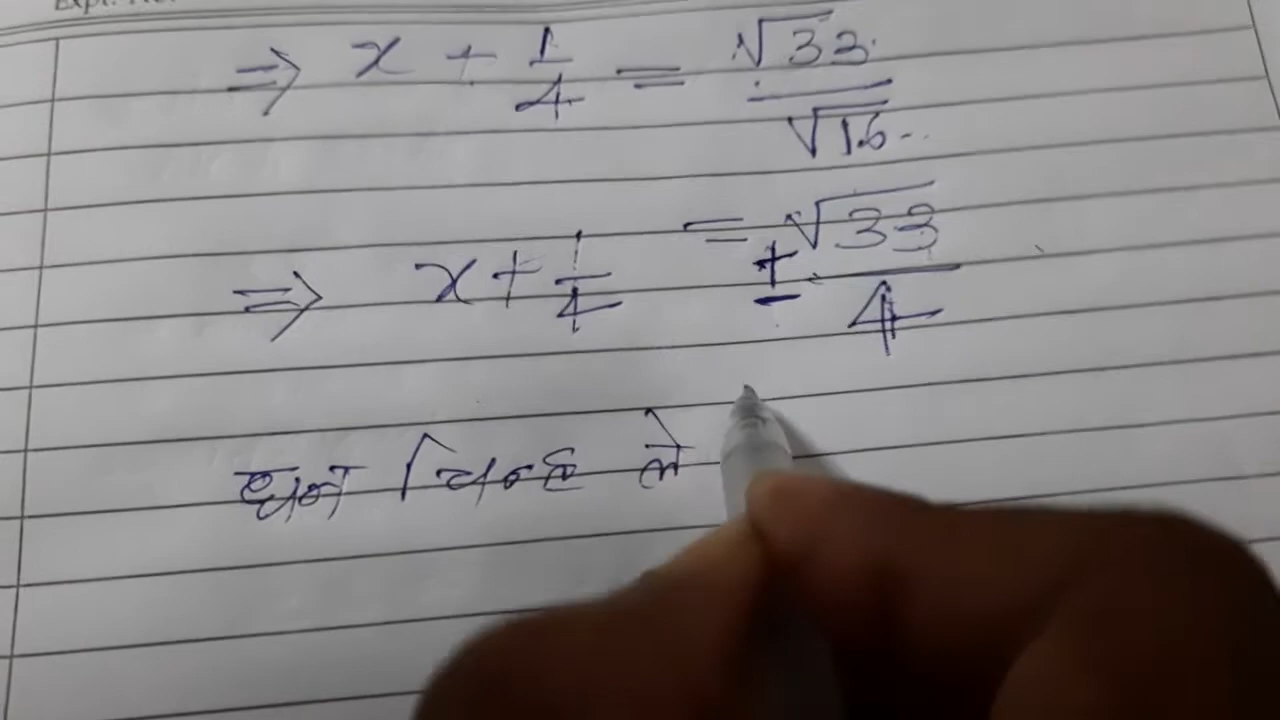 ⇒ x + 1/4 = √33/√16
⇒ x + 1/4 = ± √33/4
धन चिन्ह से